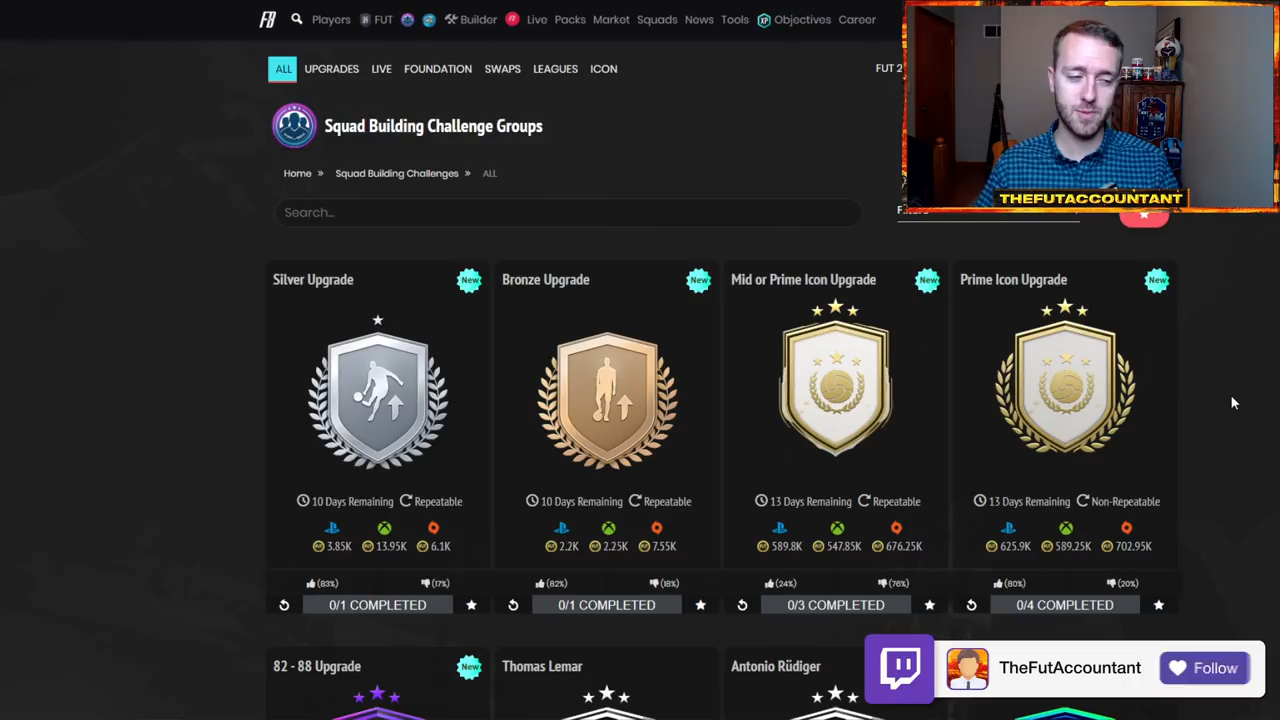 FB Players FUT Builder Live Packs Market Squads News Tools XP Objectives Career
ALL UPGRADES LIVE FOUNDATION SWAPS LEAGUES ICON FUT 2
Squad Building Challenge Groups
Home » Squad Building Challenges » ALL
Search...
THEFUTACCOUNTANT
Silver Upgrade New Bronze Upgrade New Mid or Prime Icon Upgrade New Prime Icon Upgrade New
10 Days Remaining Repeatable 10 Days Remaining Repeatable 13 Days Remaining Repeatable 13 Days Remaining Non-Repeatable
3.85K 13.95K 6.1K 2.2K 2.25K 7.55K 589.8K 547.85K 676.25K 625.9K 589.25K 702.95K
(83%) (17%) (82%) (18%) (24%) (76%) (80%) (20%)
0/1 COMPLETED 0/1 COMPLETED 0/3 COMPLETED 0/4 COMPLETED
82 - 88 Upgrade New Thomas Lemar Antonio Rüdiger
TheFutAccountant Follow